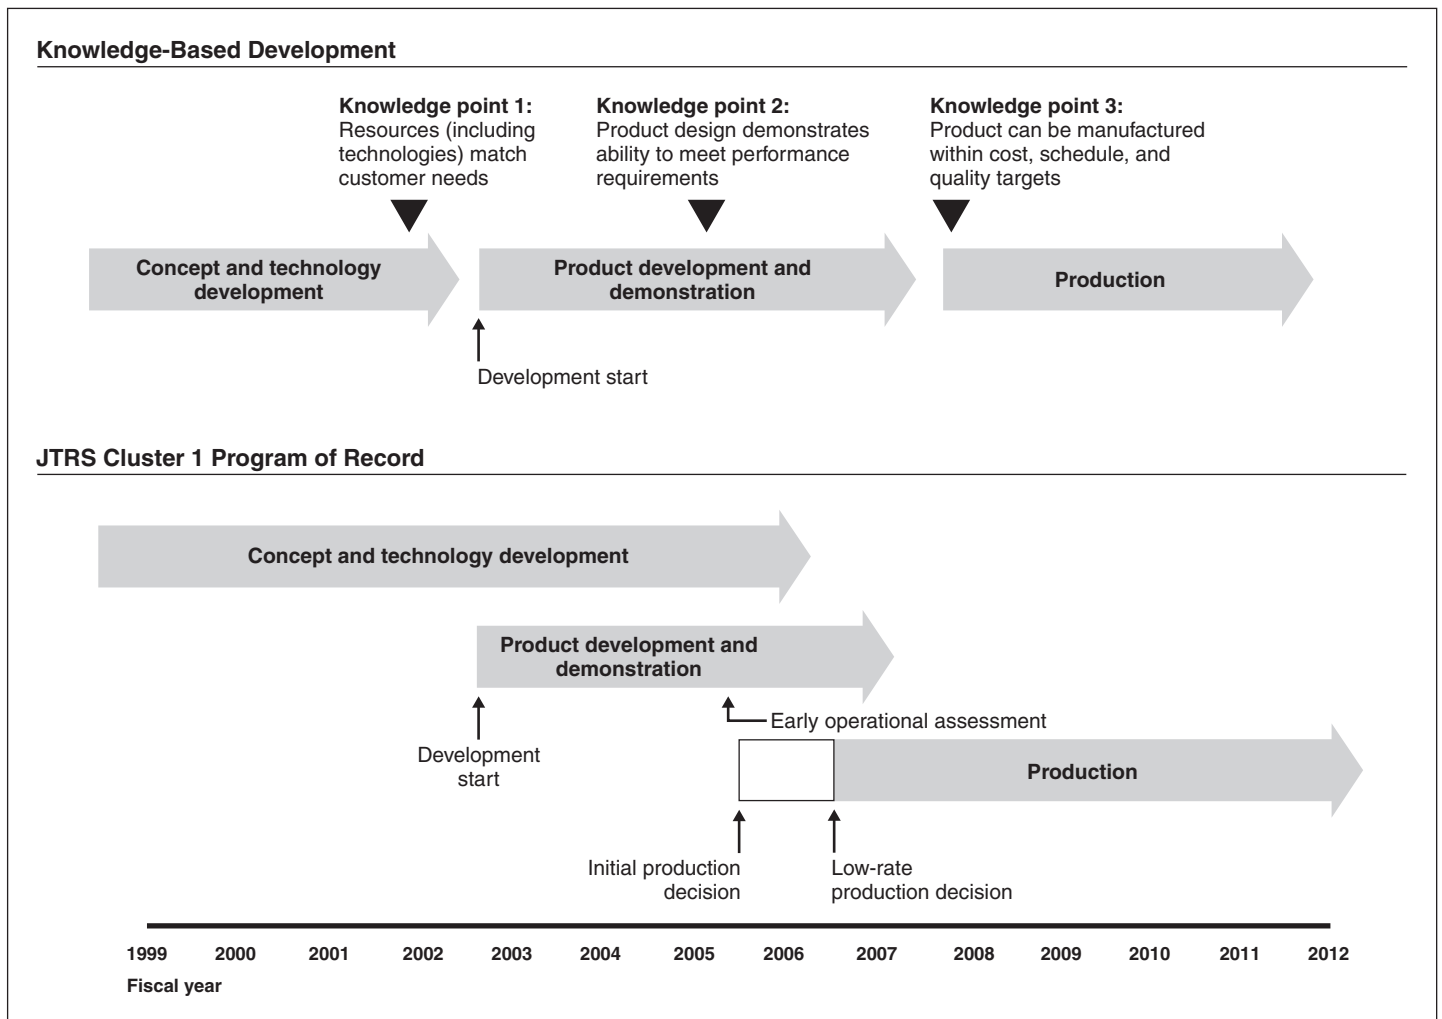 Knowledge-Based Development
Knowledge point 1:
Resources (including
technologies) match
customer needs
Knowledge point 2:
Product design demonstrates
ability to meet performance
requirements
Knowledge point 3:
Product can be manufactured
within cost, schedule, and
quality targets
Concept and technology
development
Product development and
demonstration
Production
Development start
JTRS Cluster 1 Program of Record
Concept and technology development
Product development and
demonstration
Early operational assessment
Development
start
Production
Initial production
decision
Low-rate
production decision
1999 2000 2001 2002 2003 2004 2005 2006 2007 2008 2009 2010 2011 2012
Fiscal year